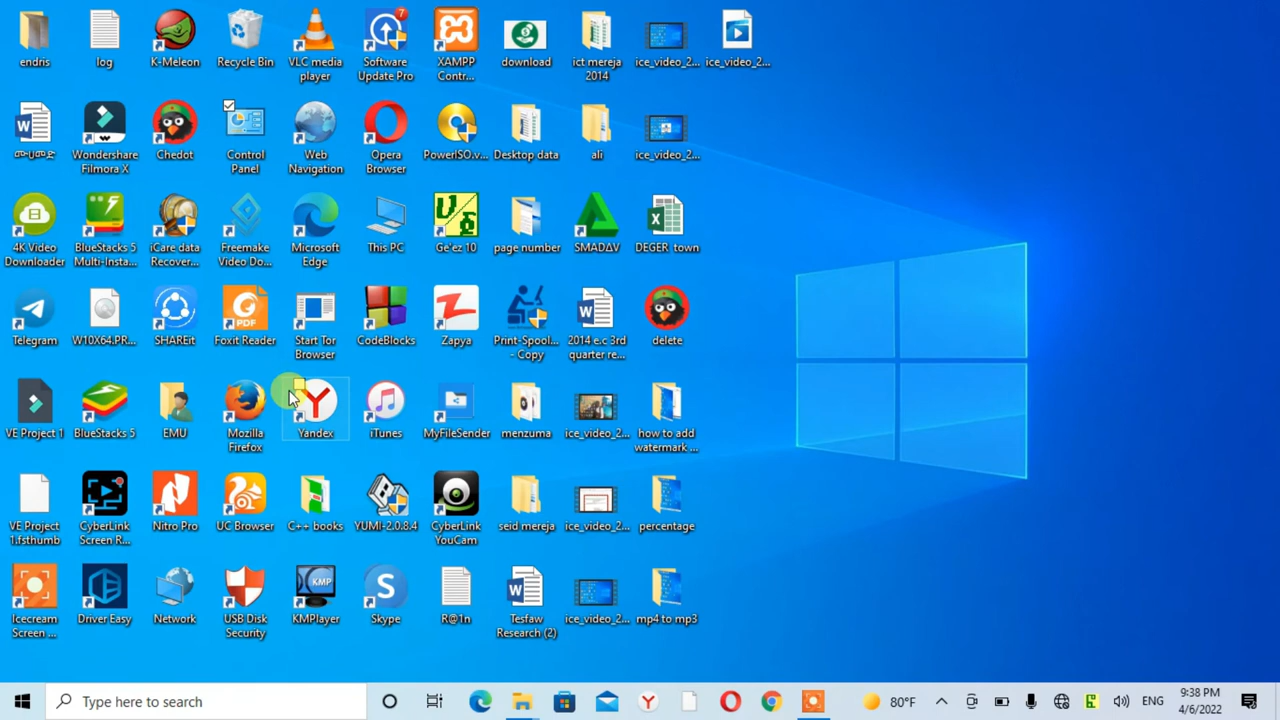 endris
log
K-Meleon
Recycle Bin
VLC media
player
7
Software
Update Pro
XAMPP
Contr...
download
ict mereja
2014
ice_video_2...
ice_video_2...
Wondershare
Filmora X
Chedot
Control
Panel
Web
Navigation
Opera
Browser
PowerISO.v...
Desktop data
ali
ice_video_2...
4K Video
Downloader
BlueStacks 5
Multi-Insta...
iCare data
Recover...
Freemake
Video Do...
Microsoft
Edge
This PC
Ge'ez 10
page number
SMADΔV
DEGER town
Telegram
W10X64.PR...
SHAREit
PDF
Foxit Reader
Start Tor
Browser
CodeBlocks
Zapya
Print-Spool...
- Copy
2014 e.c 3rd
quarter re...
delete
VE Project 1
BlueStacks 5
EMU
Mozilla
Firefox
Yandex
iTunes
MyFileSender
menzuma
ice_video_2...
how to add
watermark ...
VE Project
1.fsthumb
CyberLink
Screen R...
Nitro Pro
UC Browser
C++ books
YUMI-2.0.8.4
CyberLink
YouCam
seid mereja
ice_video_2...
percentage
Icecream
Screen ...
Driver Easy
Network
USB Disk
Security
KMP
KMPlayer
Skype
R@1n
Tesfaw
Research (2)
ice_video_2...
mp4 to mp3
Type here to search
80°F
ENG
9:38 PM
4/6/2022